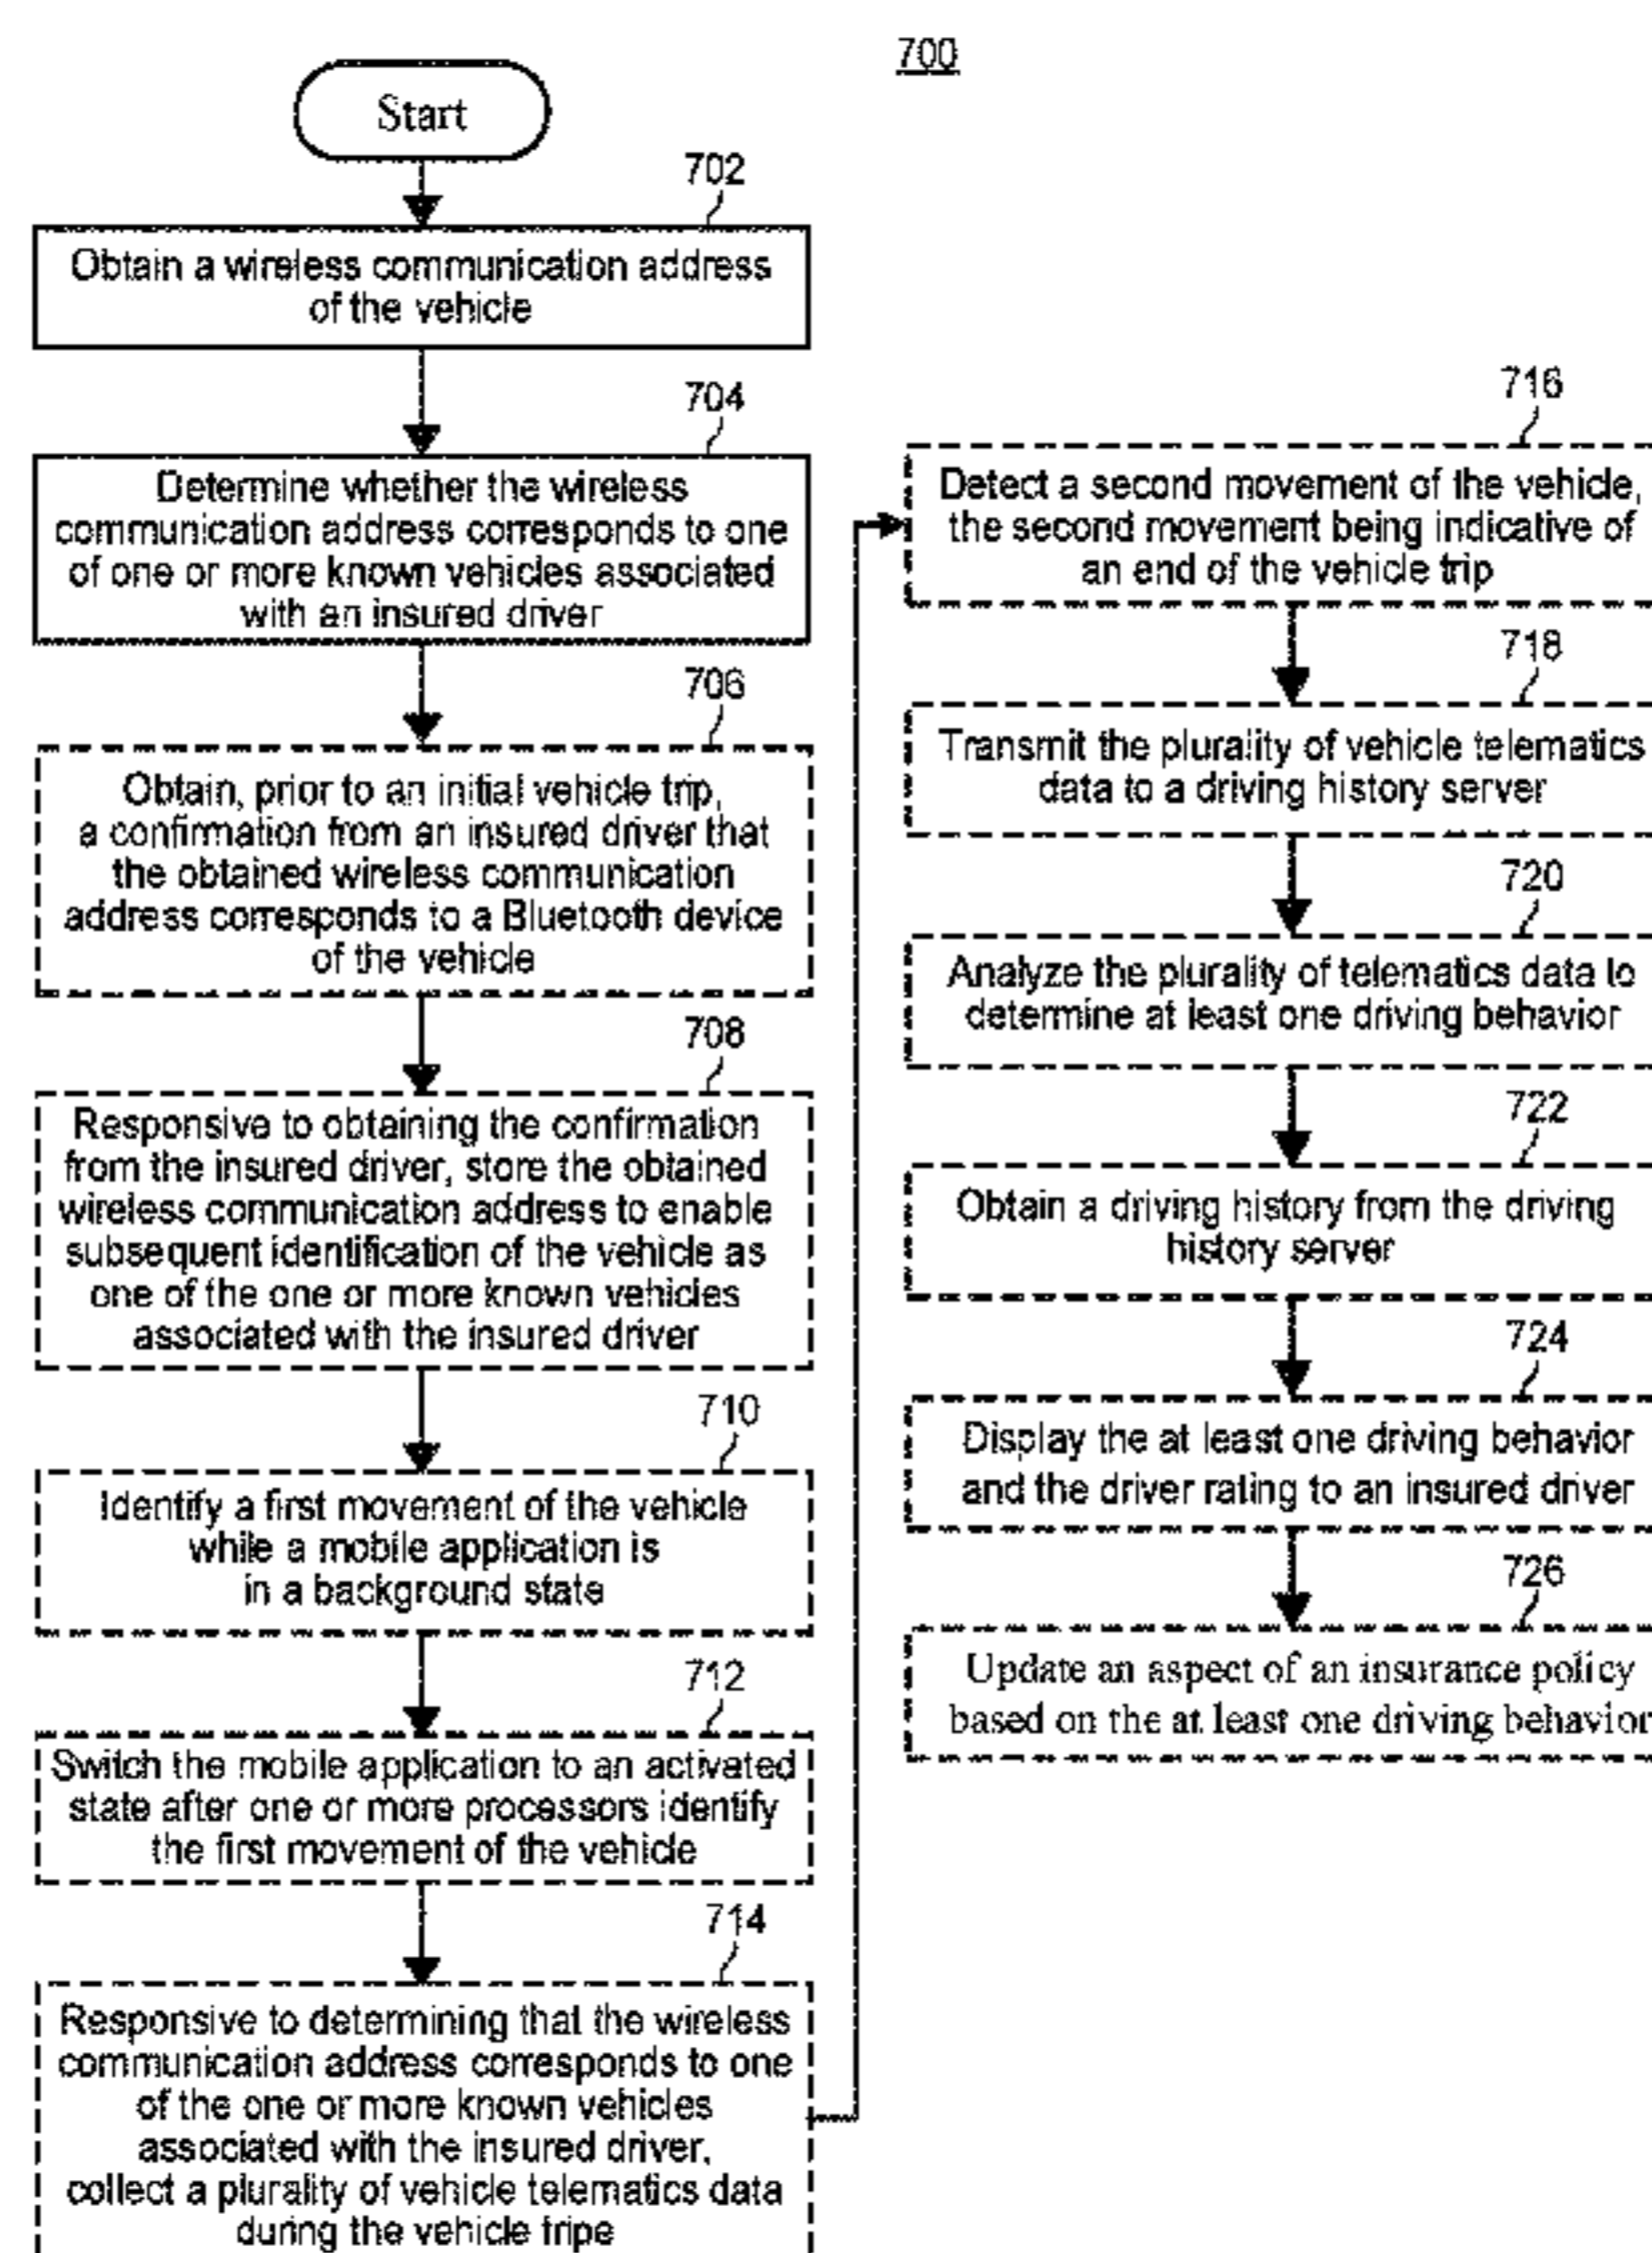 700
Start
702
Obtain a wireless communication address
of the vehicle
704
Determine whether the wireless
communication address corresponds to one
of one or more known vehicles associated
with an insured driver
706
Obtain, prior to an initial vehicle trip,
a confirmation from an insured driver that
the obtained wireless communication
address corresponds to a Bluetooth device
of the vehicle
708
Responsive to obtaining the confirmation
from the insured driver, store the obtained
wireless communication address to enable
subsequent identification of the vehicle as
one of the one or more known vehicles
associated with the insured driver
710
Identify a first movement of the vehicle
while a mobile application is
in a background state
712
Switch the mobile application to an activated
state after one or more processors identify
the first movement of the vehicle
714
Responsive to determining that the wireless
communication address corresponds to one
of the one or more known vehicles
associated with the insured driver,
collect a plurality of vehicle telematics data
during the vehicle tripe
716
Detect a second movement of the vehicle,
the second movement being indicative of
an end of the vehicle trip
718
Transmit the plurality of vehicle telematics
data to a driving history server
720
Analyze the plurality of telematics data to
determine at least one driving behavior
722
Obtain a driving history from the driving
history server
724
Display the at least one driving behavior
and the driver rating to an insured driver
726
Update an aspect of an insurance policy
based on the at least one driving behavior